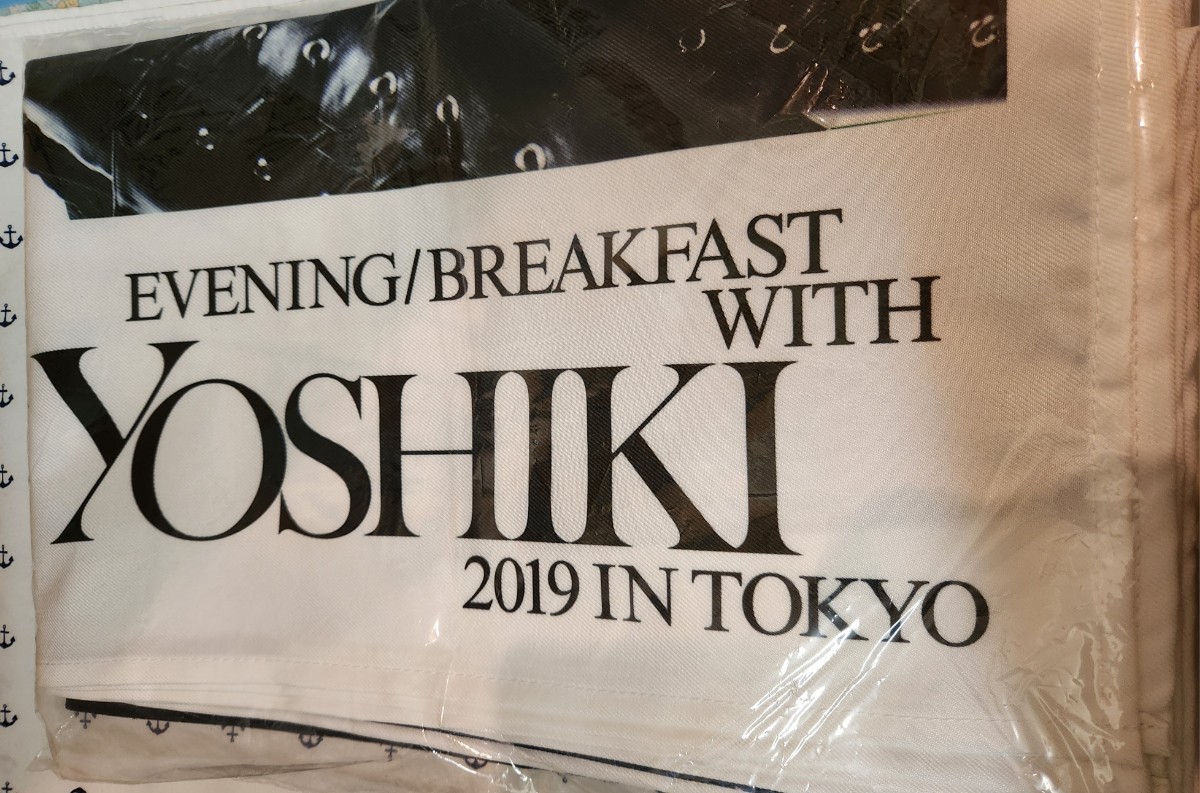 EVENING/BREAKFAST
WITH
YOSHIKI
2019 IN TOKYO